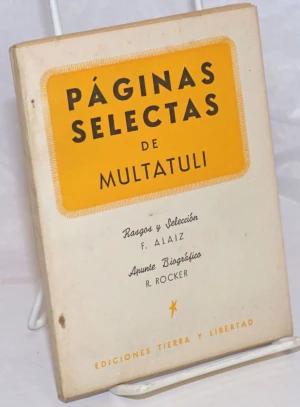 PÁGINAS
SELECTAS
DE
MULTATULI
Rasgos y Selección
F. ALAIZ
Apunte Biográfico
R. ROCKER
EDICIONES TIERRA Y LIBERTAD